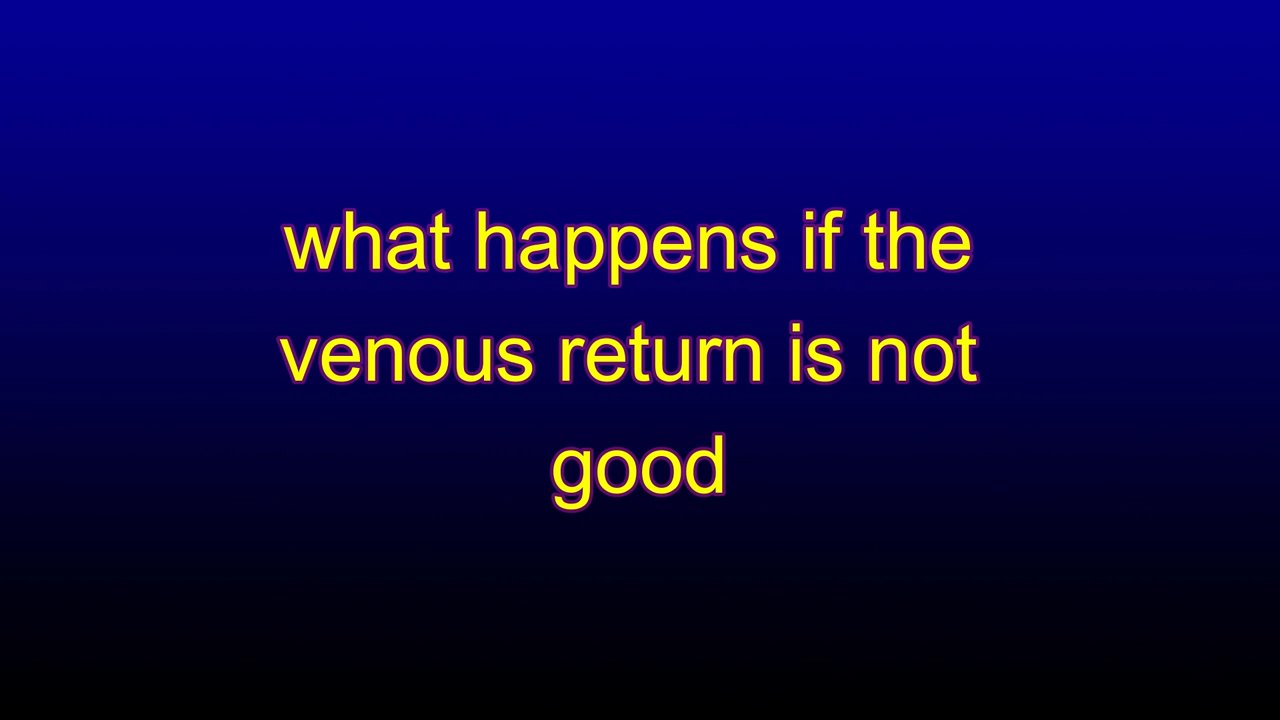 what happens if the
venous return is not
good